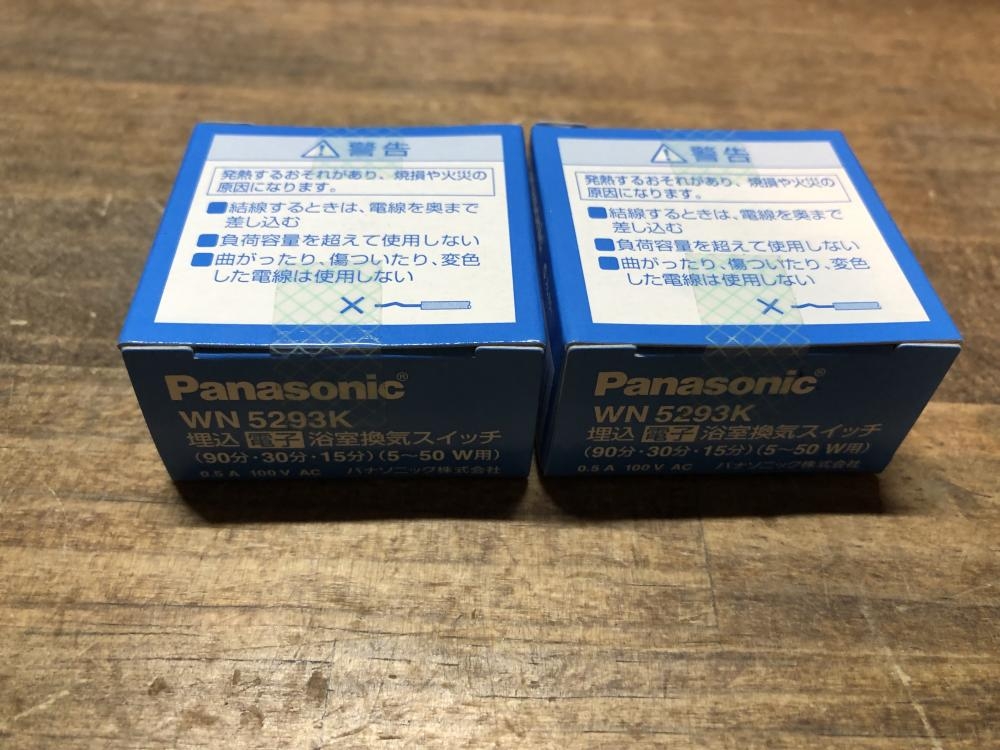 警告
発熱するおそれがあり、焼損や火災の
原因になります。
■結線するときは、電線を奥まで
差し込む
■負荷容量を超えて使用しない
■曲がったり、傷ついたり、変色
した電線は使用しない
Panasonic®
WN 5293K
埋込 電子 浴室換気スイッチ
(90分・30分・15分)(5~50 W用)
0.5 A 100 V AC パナソニック株式会社
警告
発熱するおそれがあり、焼損や火災の
原因になります。
■結線するときは、電線を奥まで
差し込む
■負荷容量を超えて使用しない
■曲がったり、傷ついたり、変色
した電線は使用しない
Panasonic®
WN 5293K
埋込 電子 浴室換気スイッチ
(90分・30分・15分)(5~50 W用)
0.5 A 100 V AC パナソニック株式会社